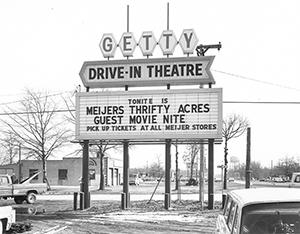 GETTY
DRIVE-IN THEATRE
TONITE IS
MEIJERS THRIFTY ACRES
GUEST MOVIE NITE
PICK UP TICKETS AT ALL MEIJER STORES